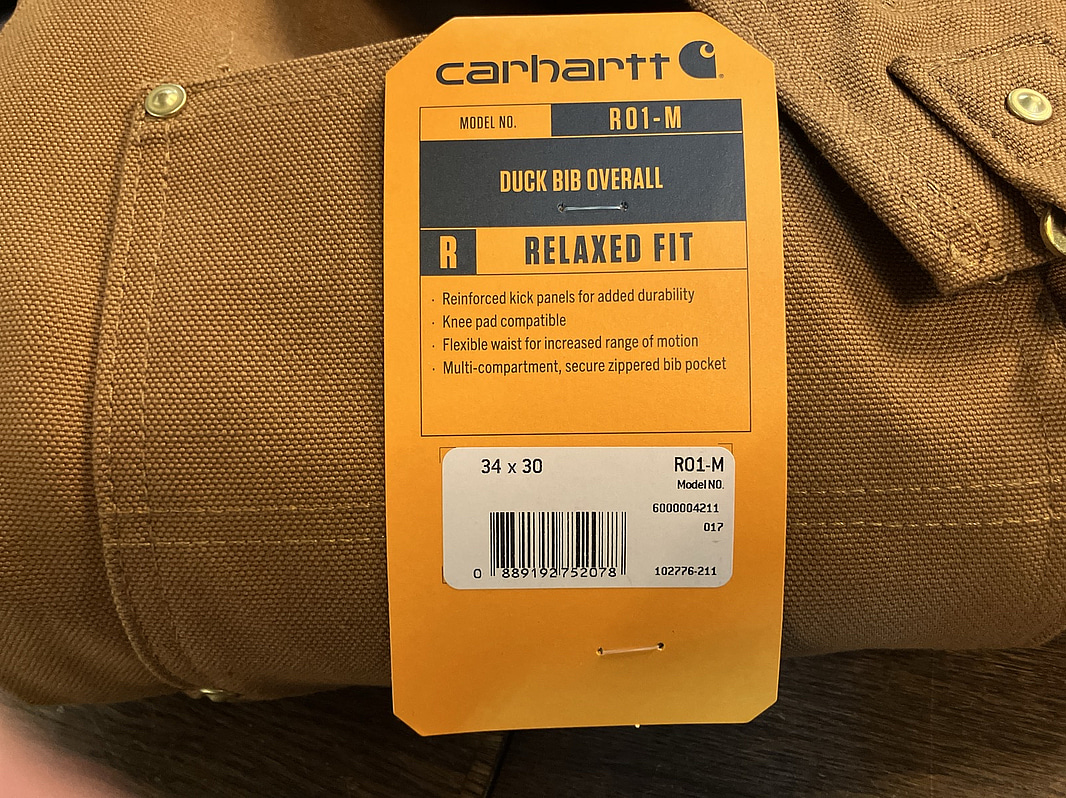 carhartt
MODEL NO. R01-M
DUCK BIB OVERALL
R RELAXED FIT
· Reinforced kick panels for added durability
· Knee pad compatible
· Flexible waist for increased range of motion
· Multi-compartment, secure zippered bib pocket
34 x 30 R01-M
Model NO.
6000004211
017
0 889192752078 102776-211